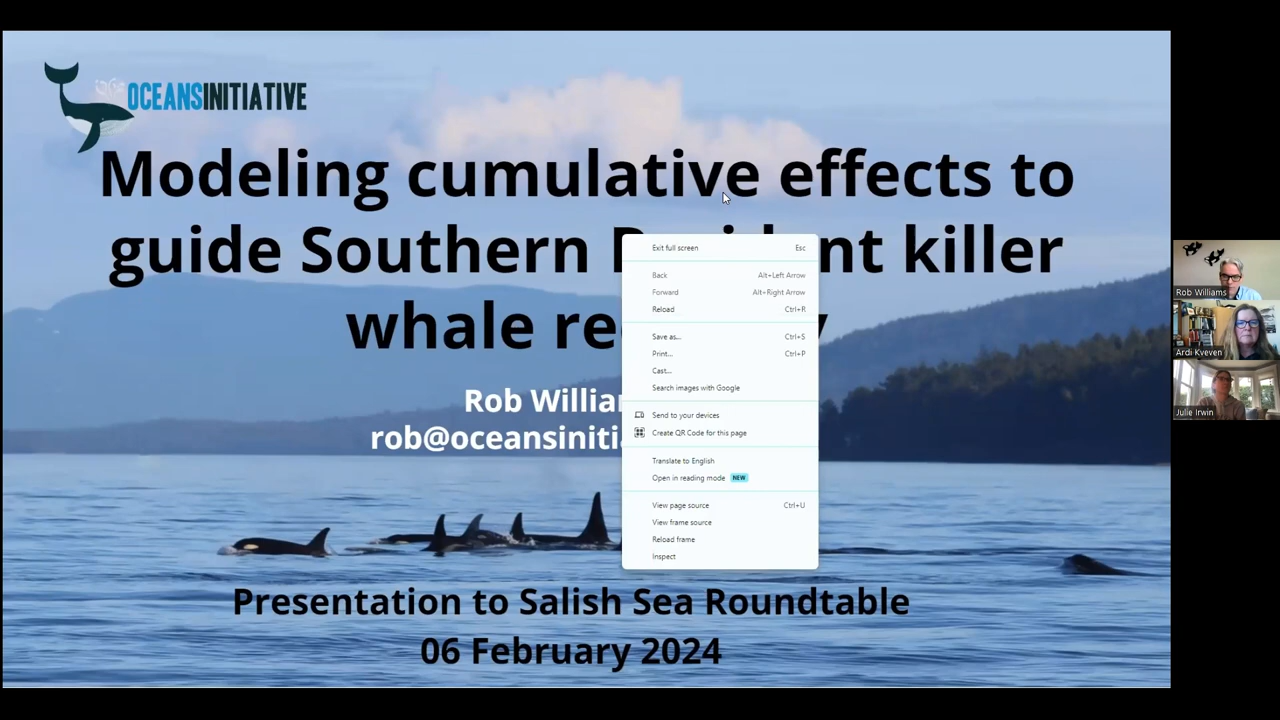 OCEANSINITIATIVE
Modeling cumulative effects to
guide Southern R nt killer
whale re y
Rob Willia
rob@oceansiniti
Exit full screen Esc
Back Alt+Left Arrow
Forward Alt+Right Arrow
Reload Ctrl+R
Save as... Ctrl+S
Print... Ctrl+P
Cast...
Search images with Google
Send to your devices
Create QR Code for this page
Translate to English
Open in reading mode NEW
View page source Ctrl+U
View frame source
Reload frame
Inspect
Presentation to Salish Sea Roundtable
06 February 2024
Rob Williams
Ardi Kveven
Julie Irwin